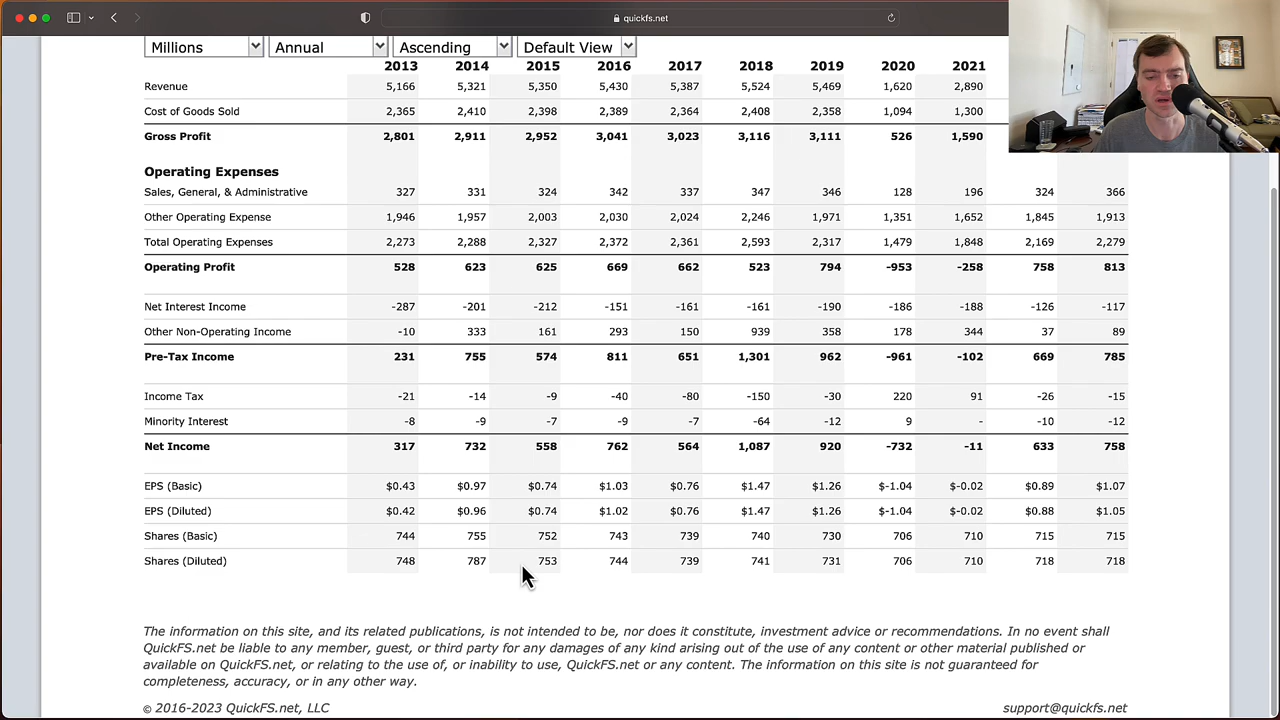 quickfs.net
Millions Annual Ascending Default View
2013 2014 2015 2016 2017 2018 2019 2020 2021
Revenue 5,166 5,321 5,350 5,430 5,387 5,524 5,469 1,620 2,890
Cost of Goods Sold 2,365 2,410 2,398 2,389 2,364 2,408 2,358 1,094 1,300
Gross Profit 2,801 2,911 2,952 3,041 3,023 3,116 3,111 526 1,590
Operating Expenses
Sales, General, & Administrative 327 331 324 342 337 347 346 128 196 324 366
Other Operating Expense 1,946 1,957 2,003 2,030 2,024 2,246 1,971 1,351 1,652 1,845 1,913
Total Operating Expenses 2,273 2,288 2,327 2,372 2,361 2,593 2,317 1,479 1,848 2,169 2,279
Operating Profit 528 623 625 669 662 523 794 -953 -258 758 813
Net Interest Income -287 -201 -212 -151 -161 -161 -190 -186 -188 -126 -117
Other Non-Operating Income -10 333 161 293 150 939 358 178 344 37 89
Pre-Tax Income 231 755 574 816 651 1,301 962 -961 -102 669 785
Income Tax -21 -14 -9 -40 -80 -150 -30 220 91 -26 -15
Minority Interest -8 -9 -7 -9 -7 -64 -12 9 - -10 -12
Net Income 317 732 558 762 564 1,087 920 -732 -11 633 758
EPS (Basic) $0.43 $0.97 $0.74 $1.03 $0.76 $1.47 $1.26 $-1.04 $-0.02 $0.89 $1.07
EPS (Diluted) $0.42 $0.96 $0.74 $1.02 $0.76 $1.47 $1.26 $-1.04 $-0.02 $0.88 $1.05
Shares (Basic) 744 755 752 743 739 740 730 706 710 715 715
Shares (Diluted) 748 787 753 744 739 741 731 706 710 718 718
The information on this site, and its related publications, is not intended to be, nor does it constitute, investment advice or recommendations. In no event shall
QuickFS.net be liable to any member, guest, or third party for any damages of any kind arising out of the use of any content or other material published or
available on QuickFS.net, or relating to the use of, or inability to use, QuickFS.net or any content. The information on this site is not guaranteed for
completeness, accuracy, or in any other way.
© 2016-2023 QuickFS.net, LLC support@quickfs.net